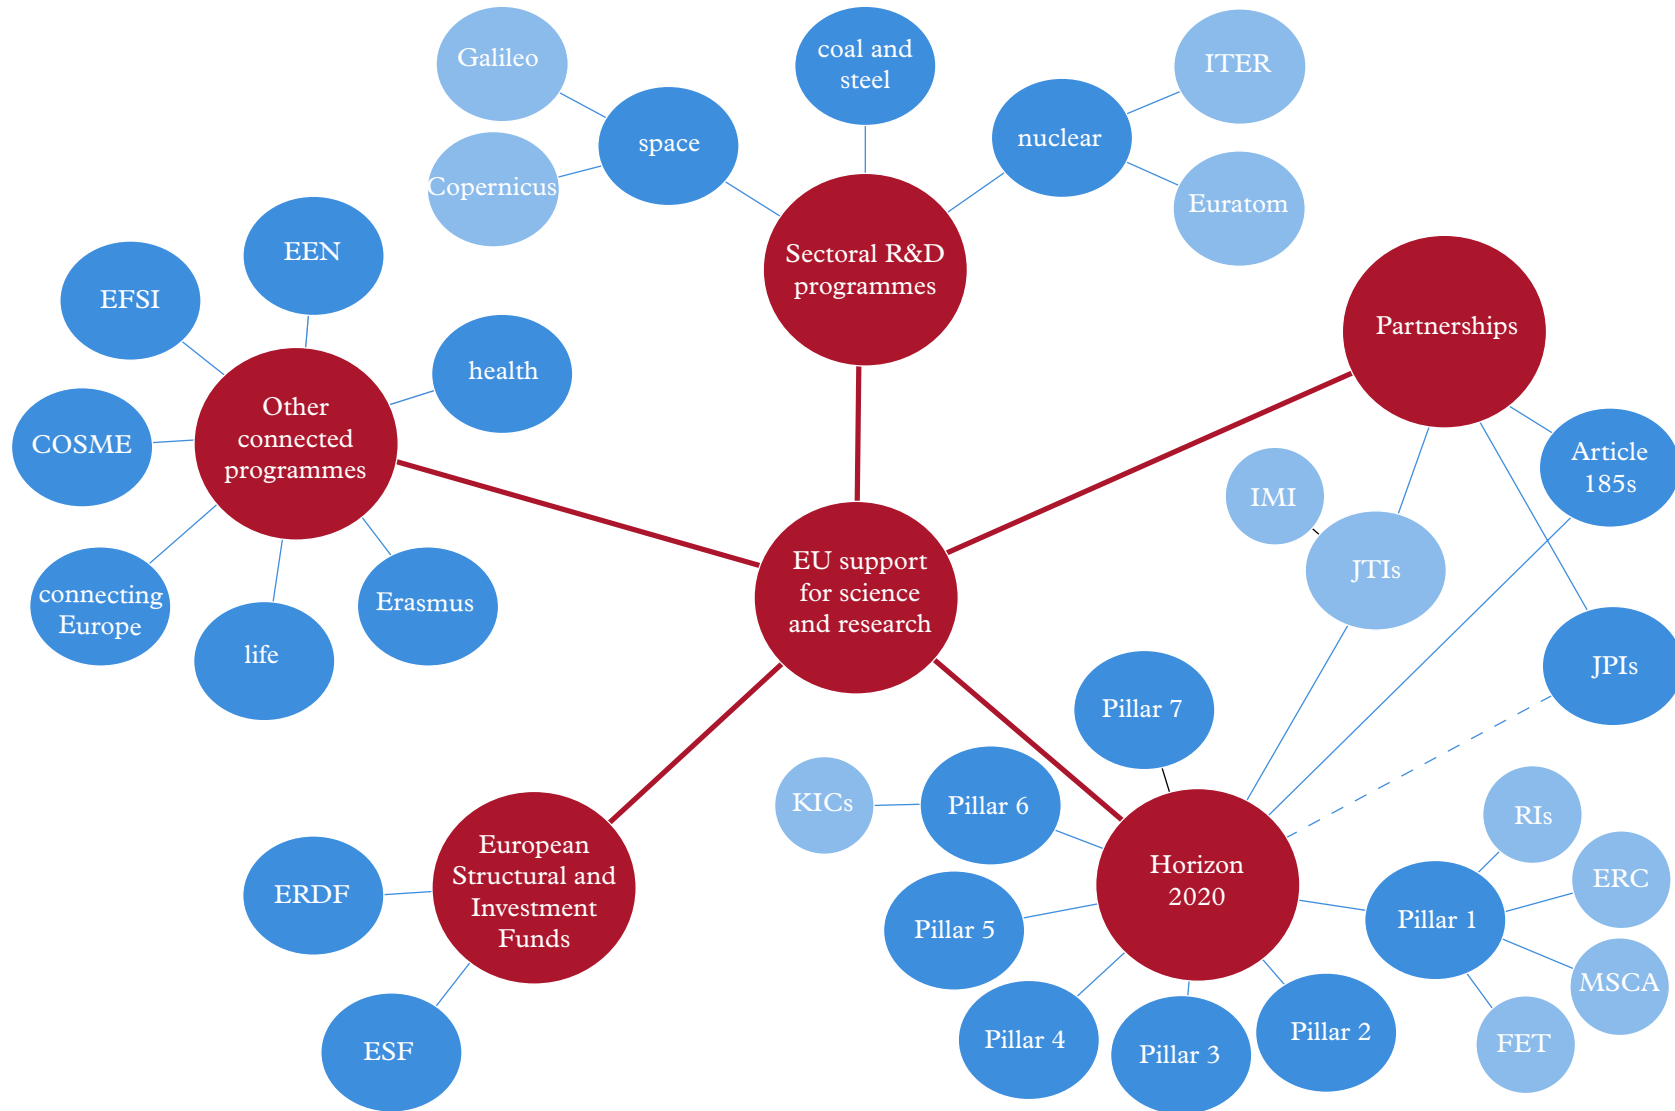 Galileo
coal and
steel
ITER
space
nuclear
Copernicus
Euratom
Sectoral R&D
programmes
EEN
EFSI
health
COSME
Other
connected
programmes
connecting
Europe
life
Erasmus
Partnerships
Article
185s
IMI
JTIs
JPIs
EU support
for science
and research
Pillar 7
KICs
Pillar 6
Horizon
2020
RIs
ERC
Pillar 1
MSCA
FET
Pillar 5
Pillar 4
Pillar 3
Pillar 2
European
Structural and
Investment
Funds
ERDF
ESF